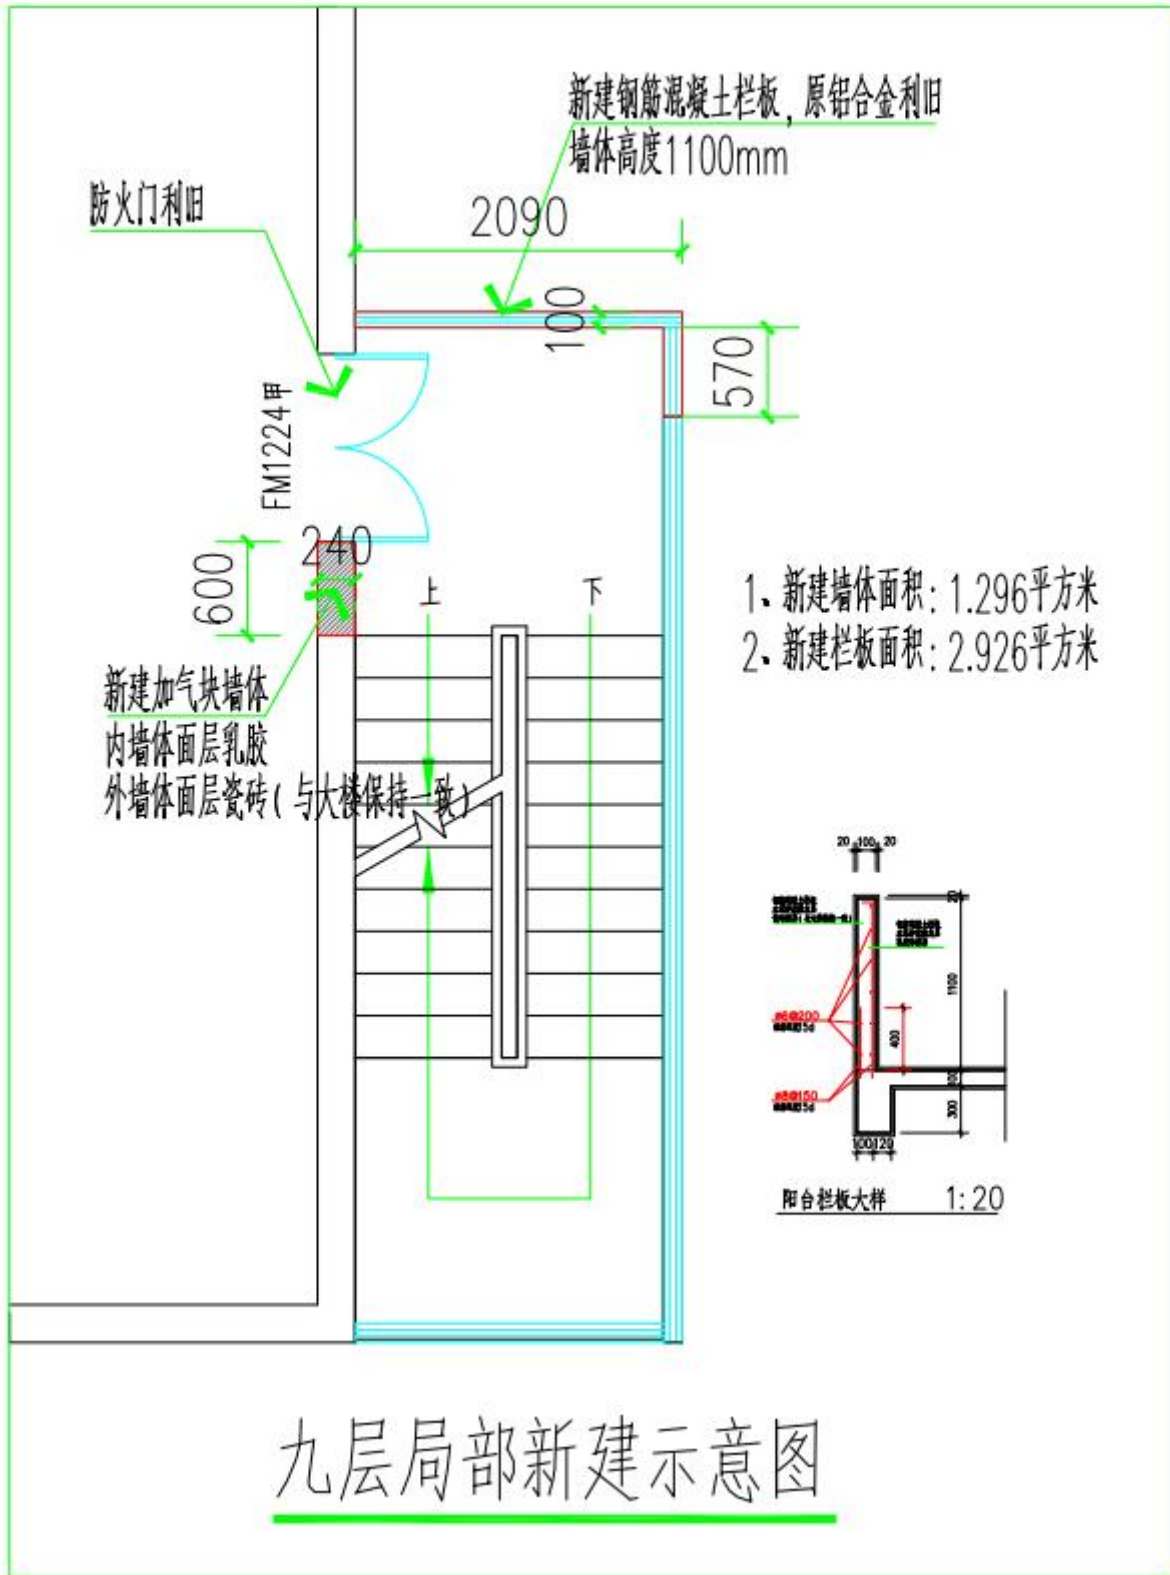 新建钢筋混凝土栏板，原铝合金利旧
墙体高度1100mm
防火门利旧
2090
100
570
FM1224甲
240
600
上
下
1、新建墙体面积：1.296平方米
2、新建栏板面积：2.926平方米
新建加气块墙体
内墙体面层乳胶
外墙体面层瓷砖(与大楼保持一致)
20 100 20
20
1100
ø6@200
400
ø8@150
100
300
100 120
阳台栏板大样 1:20
九层局部新建示意图